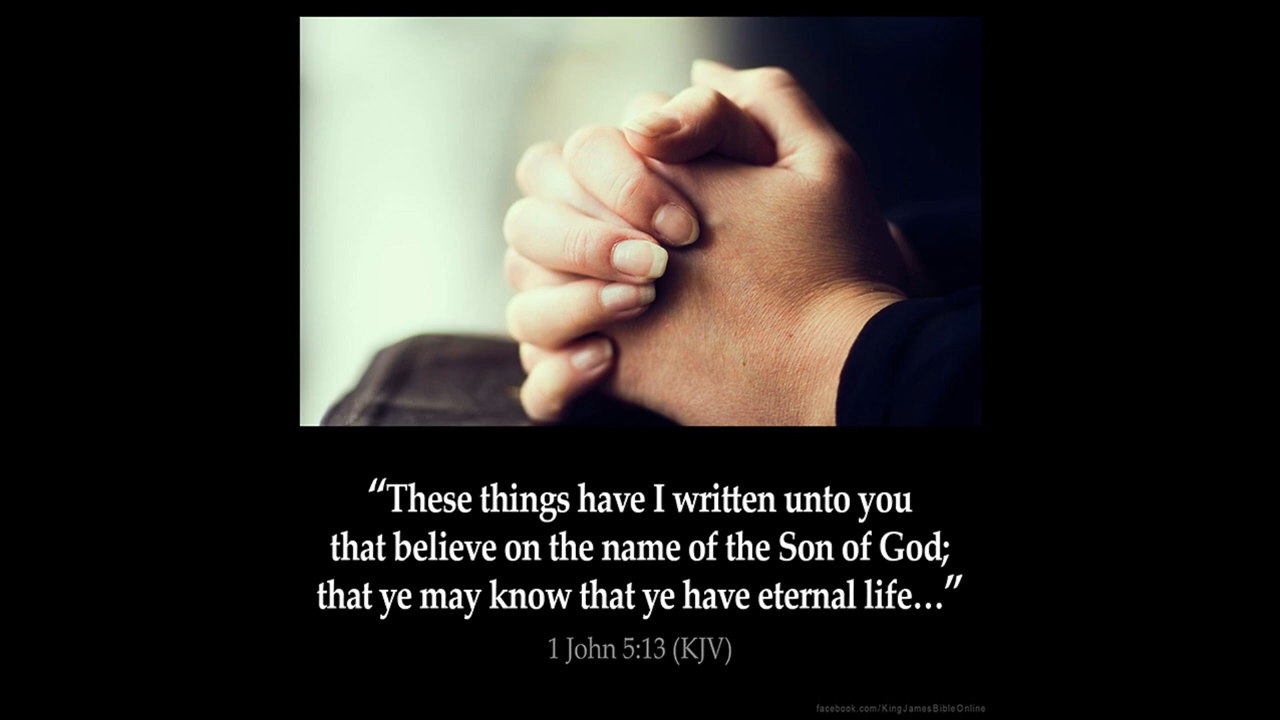 “These things have I written unto you
that believe on the name of the Son of God;
that ye may know that ye have eternal life...”
1 John 5:13 (KJV)
facebook.com/KingJamesBibleOnline